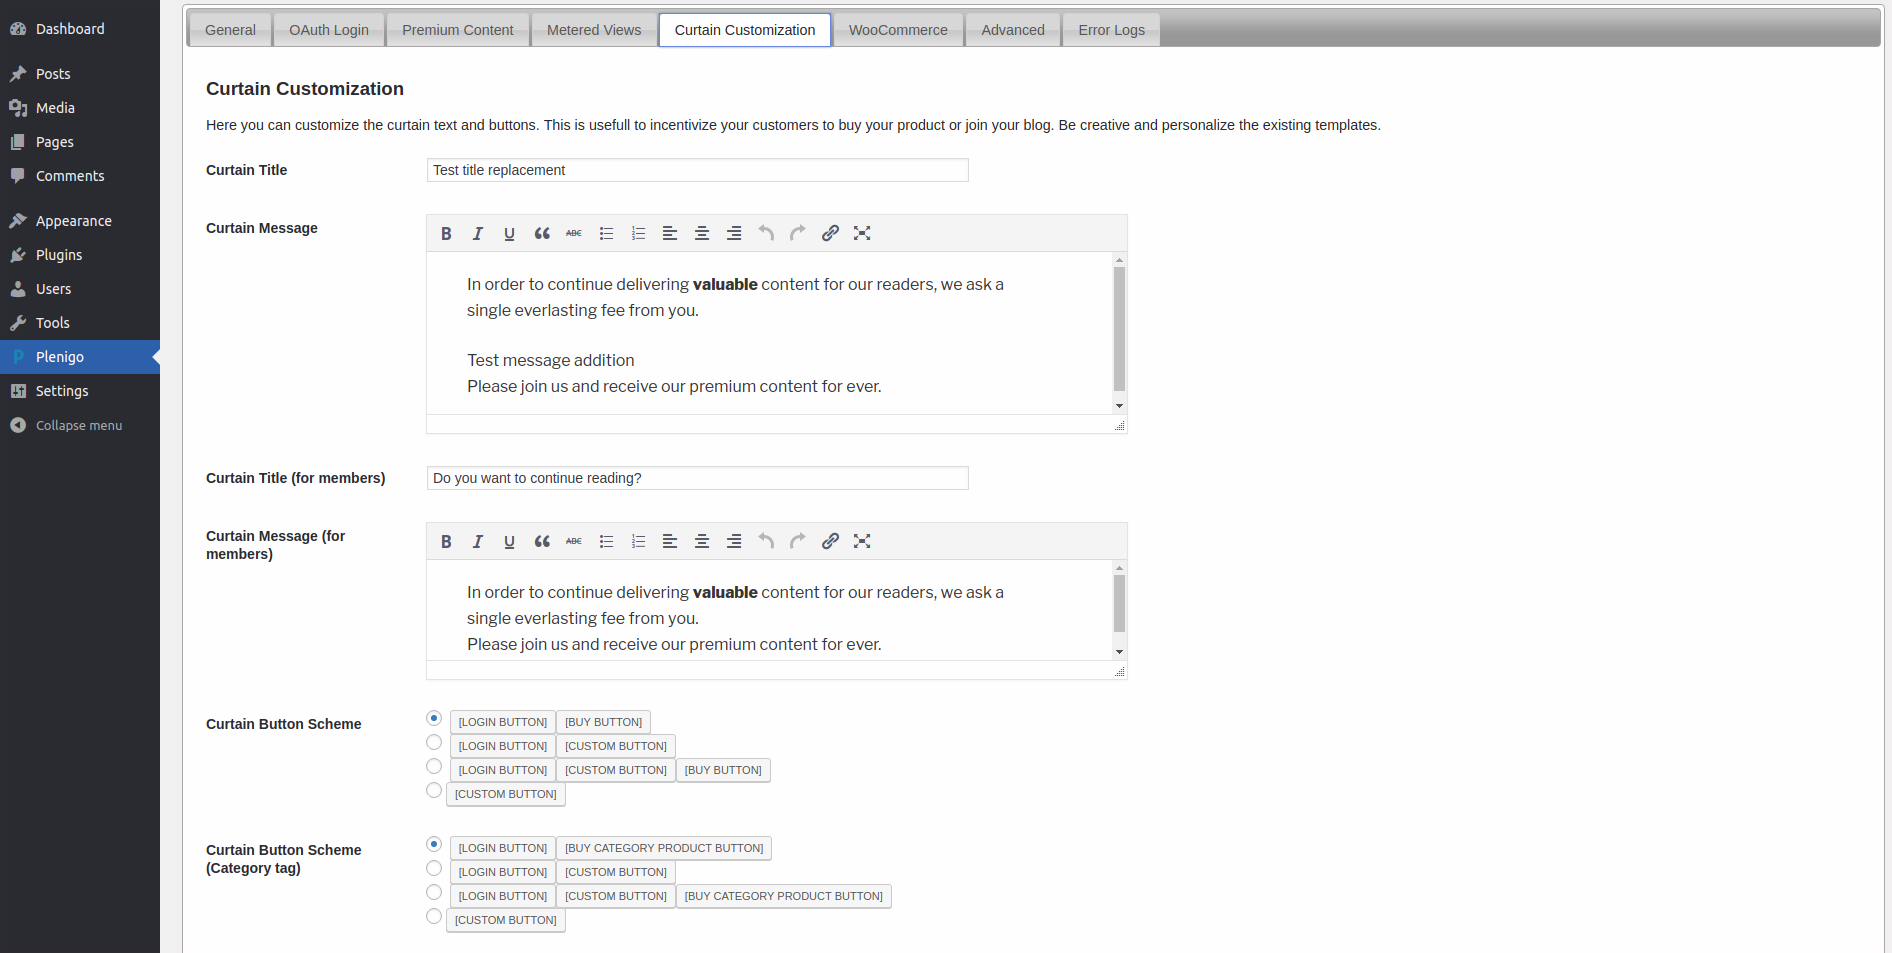 Dashboard
Posts
Media
Pages
Comments
Appearance
Plugins
Users
Tools
Plenigo
Settings
Collapse menu
General OAuth Login Premium Content Metered Views Curtain Customization WooCommerce Advanced Error Logs
Curtain Customization
Here you can customize the curtain text and buttons. This is usefull to incentivize your customers to buy your product or join your blog. Be creative and personalize the existing templates.
Curtain Title Test title replacement
Curtain Message
B I U ABC
In order to continue delivering valuable content for our readers, we ask a
single everlasting fee from you.
Test message addition
Please join us and receive our premium content for ever.
Curtain Title (for members) Do you want to continue reading?
Curtain Message (for
members)
B I U ABC
In order to continue delivering valuable content for our readers, we ask a
single everlasting fee from you.
Please join us and receive our premium content for ever.
Curtain Button Scheme
[LOGIN BUTTON] [BUY BUTTON]
[LOGIN BUTTON] [CUSTOM BUTTON]
[LOGIN BUTTON] [CUSTOM BUTTON] [BUY BUTTON]
[CUSTOM BUTTON]
Curtain Button Scheme
(Category tag)
[LOGIN BUTTON] [BUY CATEGORY PRODUCT BUTTON]
[LOGIN BUTTON] [CUSTOM BUTTON]
[LOGIN BUTTON] [CUSTOM BUTTON] [BUY CATEGORY PRODUCT BUTTON]
[CUSTOM BUTTON]